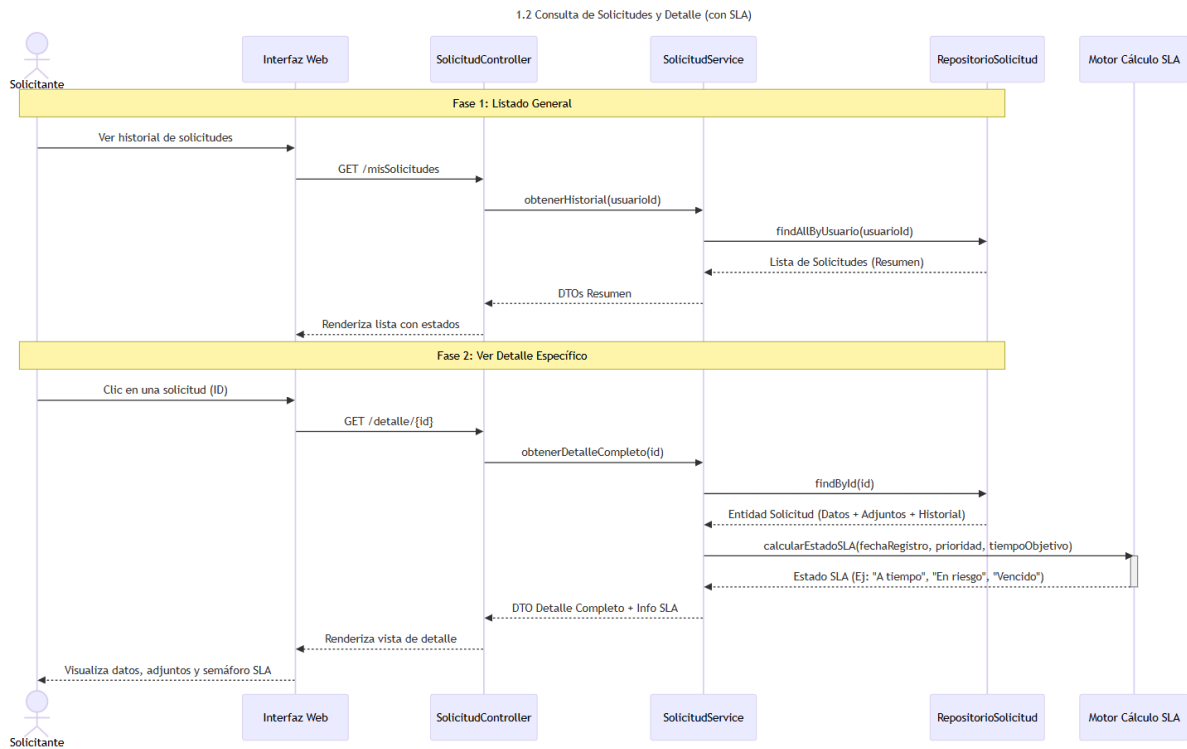 1.2 Consulta de Solicitudes y Detalle (con SLA)
Solicitante
Interfaz Web
SolicitudController
SolicitudService
RepositorioSolicitud
Motor Cálculo SLA
Fase 1: Listado General
Ver historial de solicitudes
GET /misSolicitudes
obtenerHistorial(usuarioId)
findAllByUsuario(usuarioId)
Lista de Solicitudes (Resumen)
DTOs Resumen
Renderiza lista con estados
Fase 2: Ver Detalle Específico
Clic en una solicitud (ID)
GET /detalle/{id}
obtenerDetalleCompleto(id)
findById(id)
Entidad Solicitud (Datos + Adjuntos + Historial)
calcularEstadoSLA(fechaRegistro, prioridad, tiempoObjetivo)
Estado SLA (Ej: "A tiempo", "En riesgo", "Vencido")
DTO Detalle Completo + Info SLA
Renderiza vista de detalle
Visualiza datos, adjuntos y semáforo SLA
Solicitante
Interfaz Web
SolicitudController
SolicitudService
RepositorioSolicitud
Motor Cálculo SLA